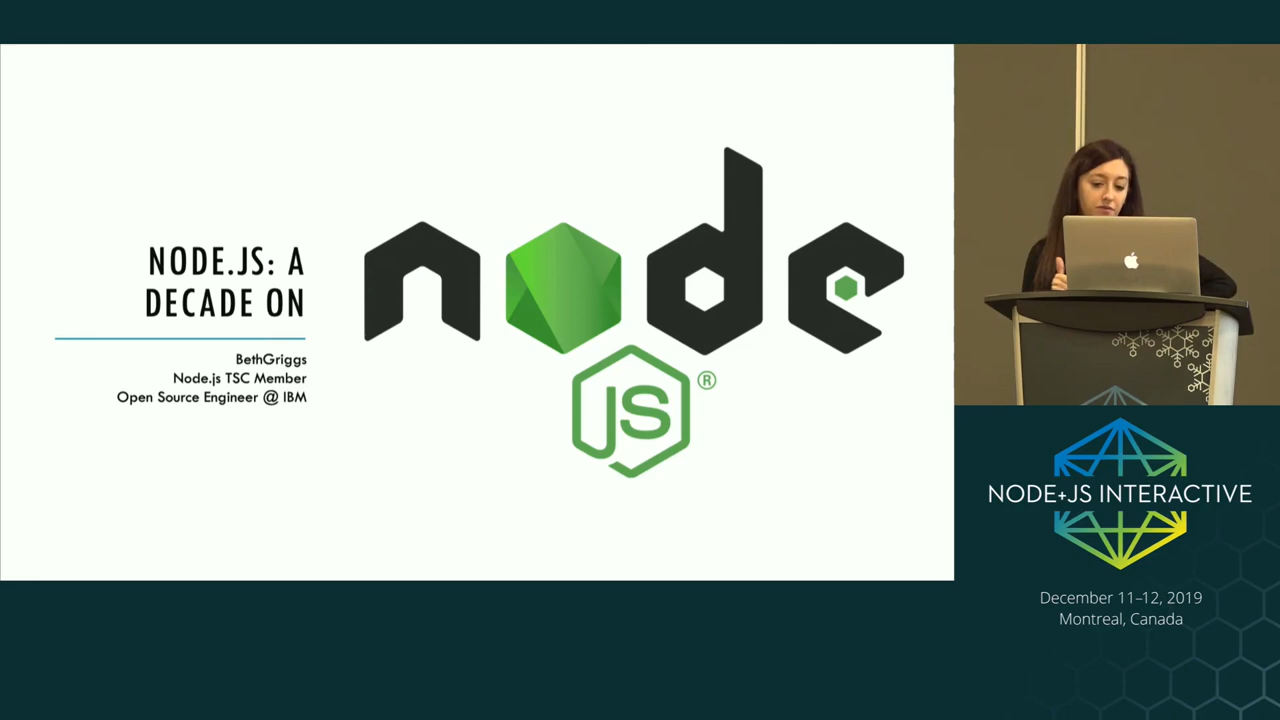 NODE.JS: A
DECADE ON
BethGriggs
Node.js TSC Member
Open Source Engineer @ IBM
node
JS ®
NODE+JS INTERACTIVE
December 11–12, 2019
Montreal, Canada